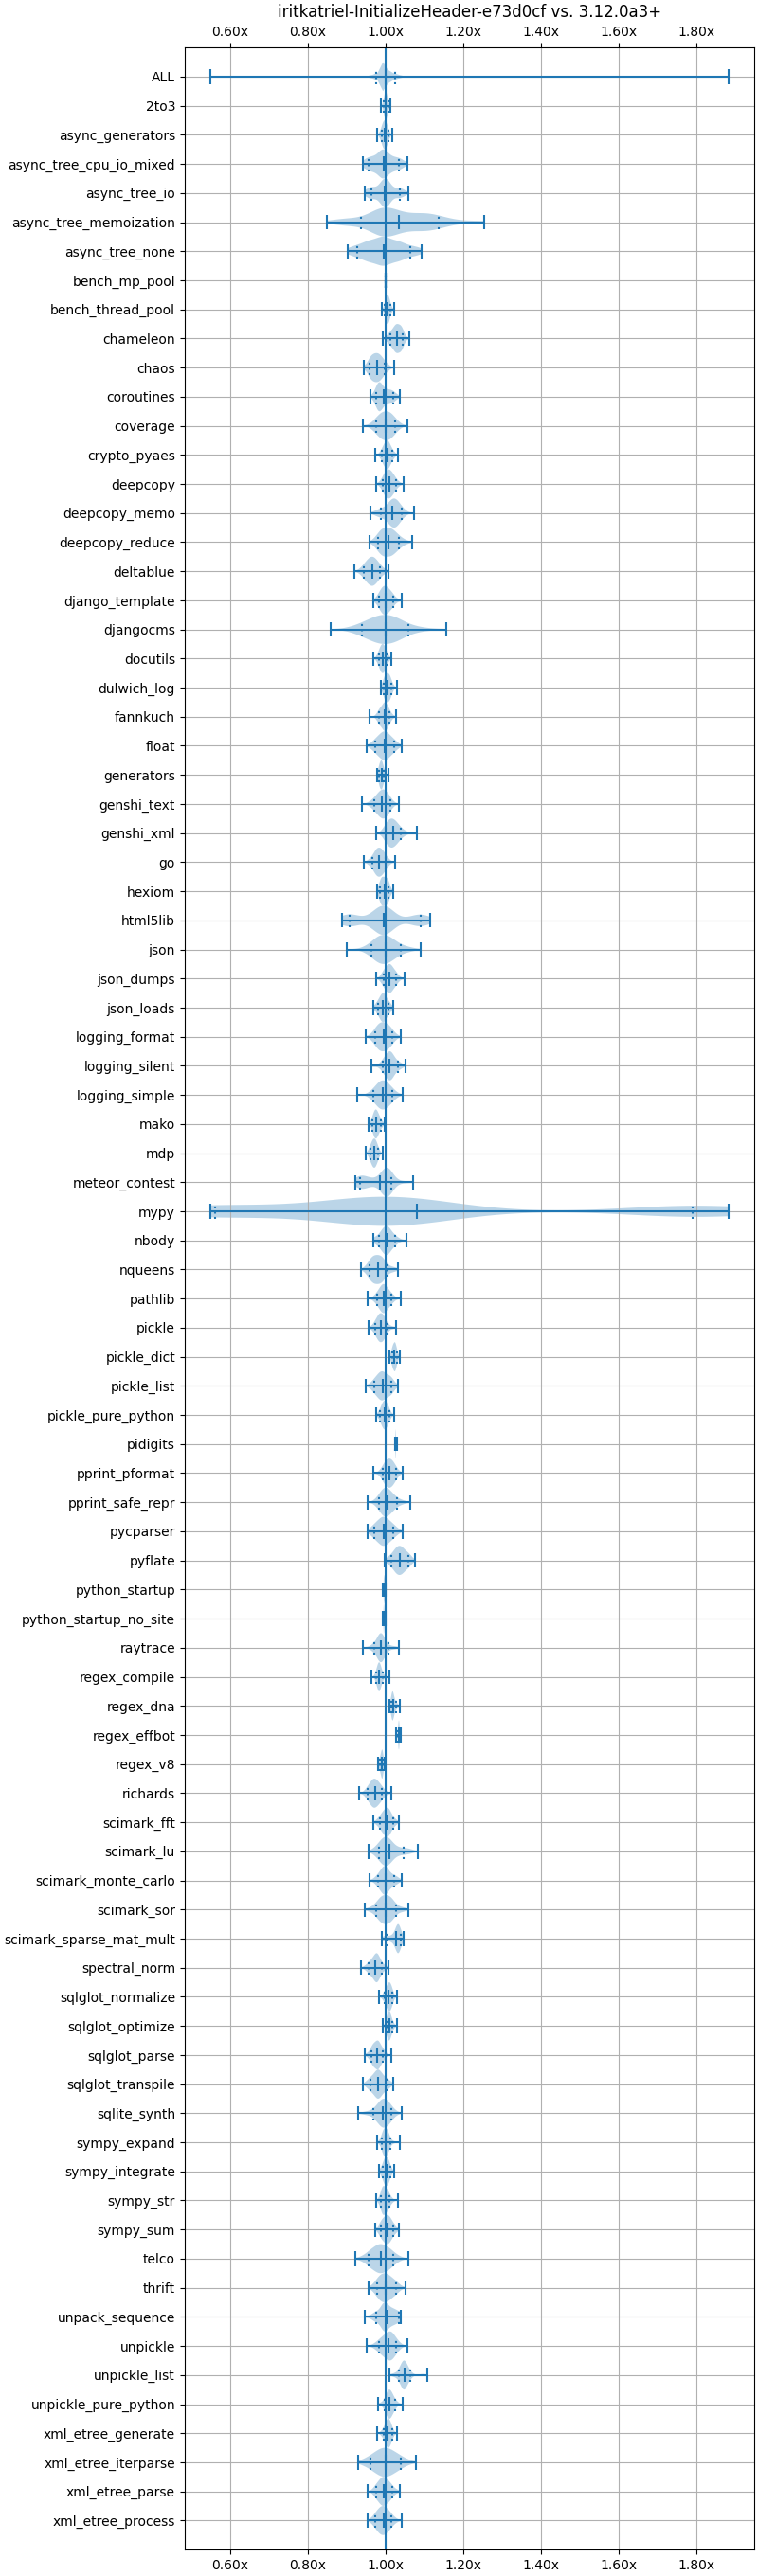 iritkatriel-InitializeHeader-e73d0cf vs. 3.12.0a3+
0.60x 0.80x 1.00x 1.20x 1.40x 1.60x 1.80x
ALL
2to3
async_generators
async_tree_cpu_io_mixed
async_tree_io
async_tree_memoization
async_tree_none
bench_mp_pool
bench_thread_pool
chameleon
chaos
coroutines
coverage
crypto_pyaes
deepcopy
deepcopy_memo
deepcopy_reduce
deltablue
django_template
djangocms
docutils
dulwich_log
fannkuch
float
generators
genshi_text
genshi_xml
go
hexiom
html5lib
json
json_dumps
json_loads
logging_format
logging_silent
logging_simple
mako
mdp
meteor_contest
mypy
nbody
nqueens
pathlib
pickle
pickle_dict
pickle_list
pickle_pure_python
pidigits
pprint_pformat
pprint_safe_repr
pycparser
pyflate
python_startup
python_startup_no_site
raytrace
regex_compile
regex_dna
regex_effbot
regex_v8
richards
scimark_fft
scimark_lu
scimark_monte_carlo
scimark_sor
scimark_sparse_mat_mult
spectral_norm
sqlglot_normalize
sqlglot_optimize
sqlglot_parse
sqlglot_transpile
sqlite_synth
sympy_expand
sympy_integrate
sympy_str
sympy_sum
telco
thrift
unpack_sequence
unpickle
unpickle_list
unpickle_pure_python
xml_etree_generate
xml_etree_iterparse
xml_etree_parse
xml_etree_process
0.60x 0.80x 1.00x 1.20x 1.40x 1.60x 1.80x